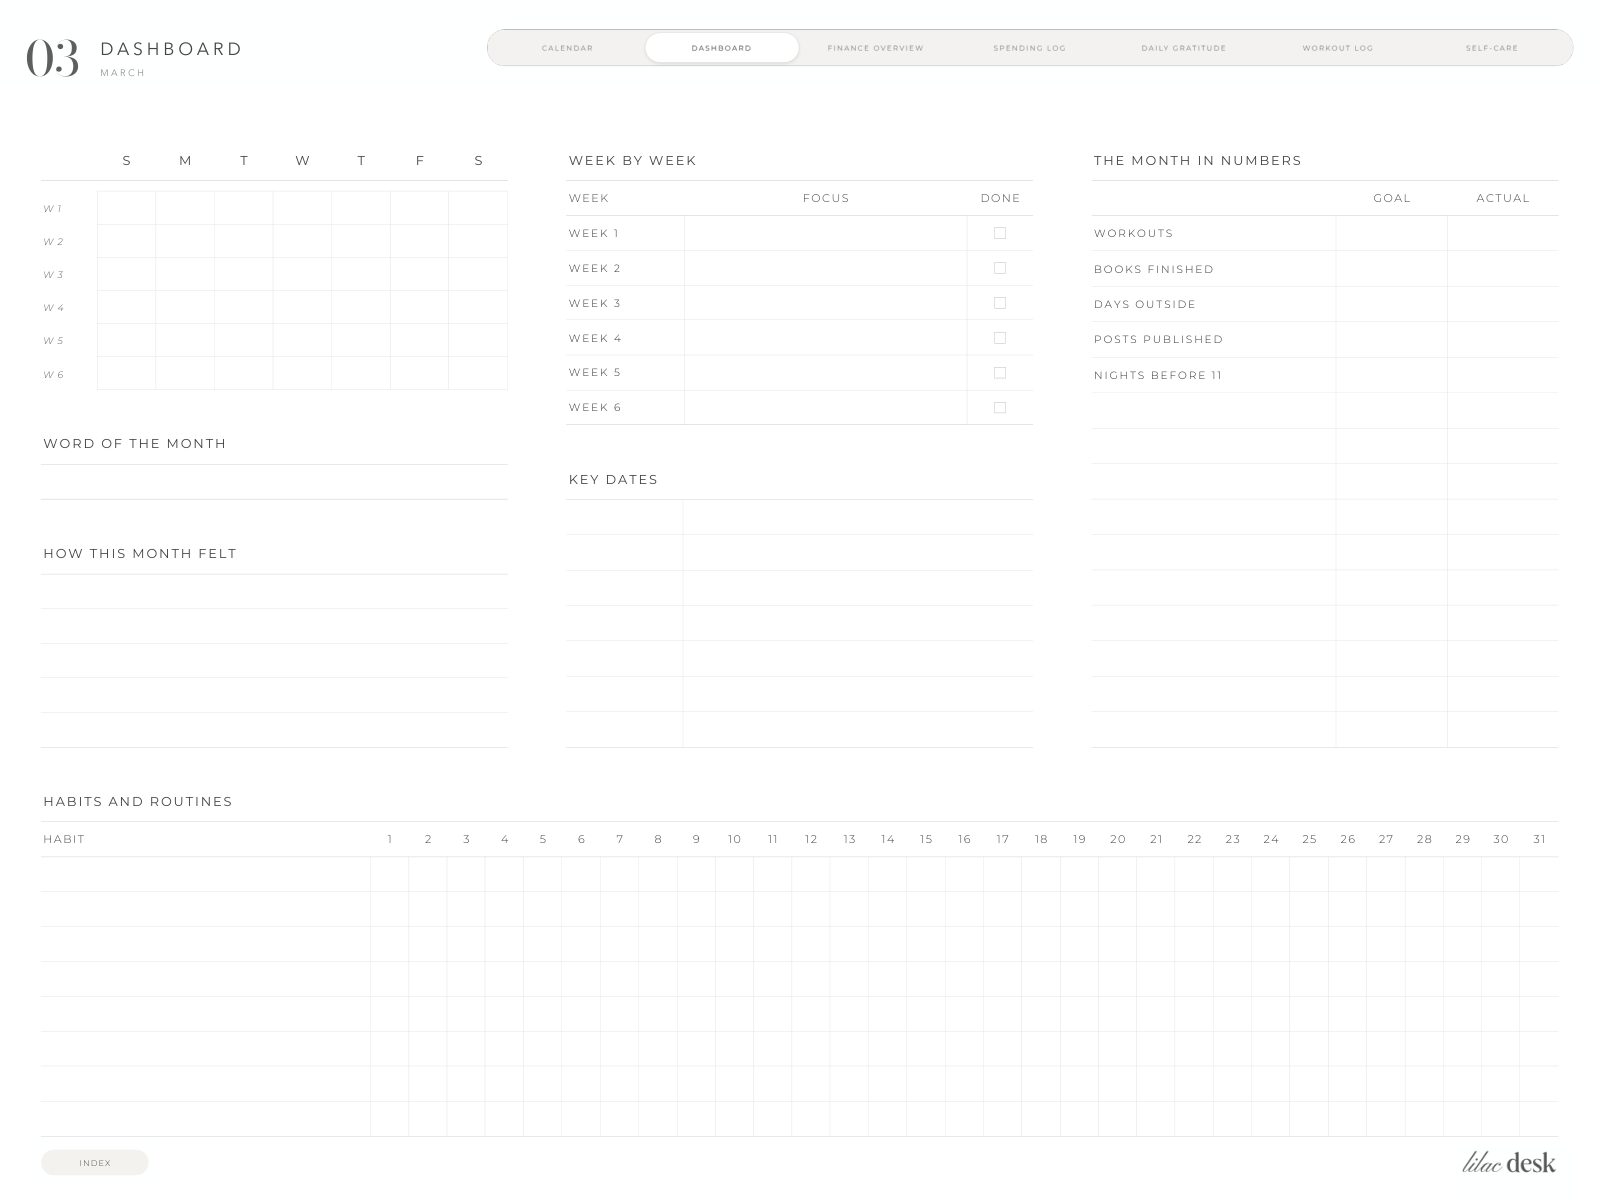 03
DASHBOARD
MARCH
CALENDAR DASHBOARD FINANCE OVERVIEW SPENDING LOG DAILY GRATITUDE WORKOUT LOG SELF-CARE
S M T W T F S
W 1
W 2
W 3
W 4
W 5
W 6
WORD OF THE MONTH
HOW THIS MONTH FELT
WEEK BY WEEK
WEEK FOCUS DONE
WEEK 1
WEEK 2
WEEK 3
WEEK 4
WEEK 5
WEEK 6
KEY DATES
THE MONTH IN NUMBERS
GOAL ACTUAL
WORKOUTS
BOOKS FINISHED
DAYS OUTSIDE
POSTS PUBLISHED
NIGHTS BEFORE 11
HABITS AND ROUTINES
HABIT 1 2 3 4 5 6 7 8 9 10 11 12 13 14 15 16 17 18 19 20 21 22 23 24 25 26 27 28 29 30 31
INDEX
lilac desk